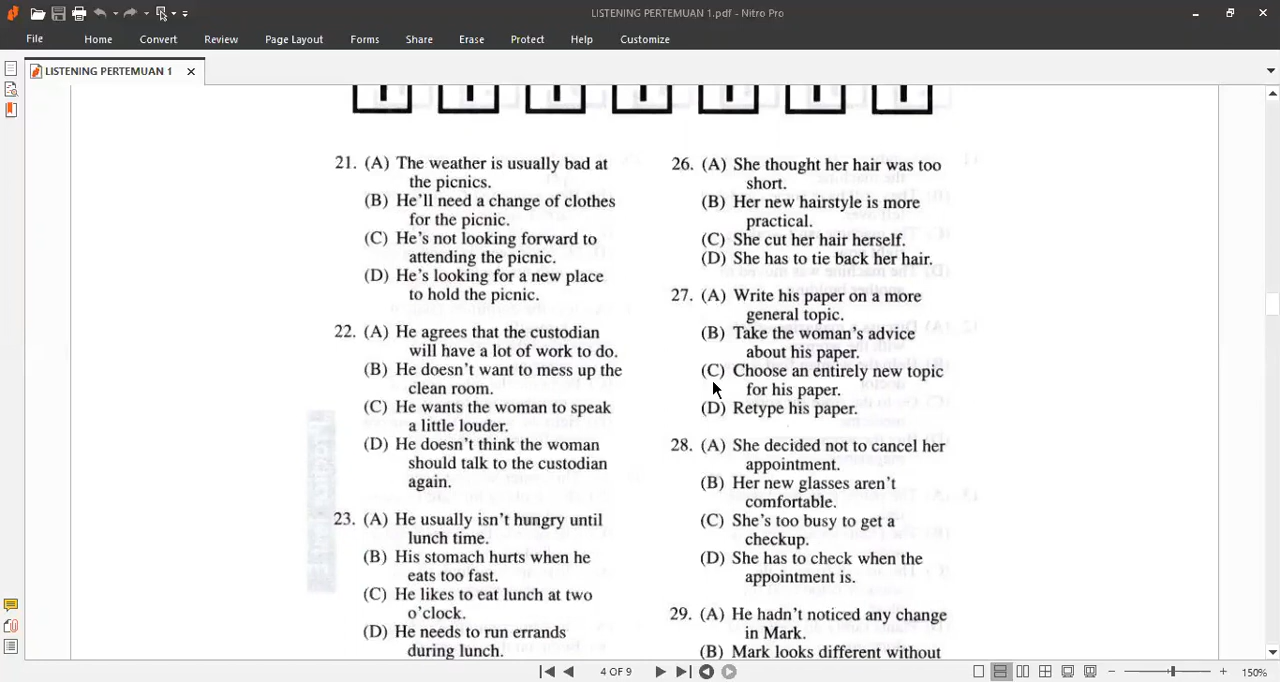 LISTENING PERTEMUAN 1.pdf - Nitro Pro
File Home Convert Review Page Layout Forms Share Erase Protect Help Customize
LISTENING PERTEMUAN 1
21. (A) The weather is usually bad at
the picnics.
(B) He'll need a change of clothes
for the picnic.
(C) He's not looking forward to
attending the picnic.
(D) He's looking for a new place
to hold the picnic.
22. (A) He agrees that the custodian
will have a lot of work to do.
(B) He doesn't want to mess up the
clean room.
(C) He wants the woman to speak
a little louder.
(D) He doesn't think the woman
should talk to the custodian
again.
23. (A) He usually isn't hungry until
lunch time.
(B) His stomach hurts when he
eats too fast.
(C) He likes to eat lunch at two
o'clock.
(D) He needs to run errands
during lunch.
26. (A) She thought her hair was too
short.
(B) Her new hairstyle is more
practical.
(C) She cut her hair herself.
(D) She has to tie back her hair.
27. (A) Write his paper on a more
general topic.
(B) Take the woman's advice
about his paper.
(C) Choose an entirely new topic
for his paper.
(D) Retype his paper.
28. (A) She decided not to cancel her
appointment.
(B) Her new glasses aren't
comfortable.
(C) She's too busy to get a
checkup.
(D) She has to check when the
appointment is.
29. (A) He hadn't noticed any change
in Mark.
(B) Mark looks different without
4 OF 9
150%